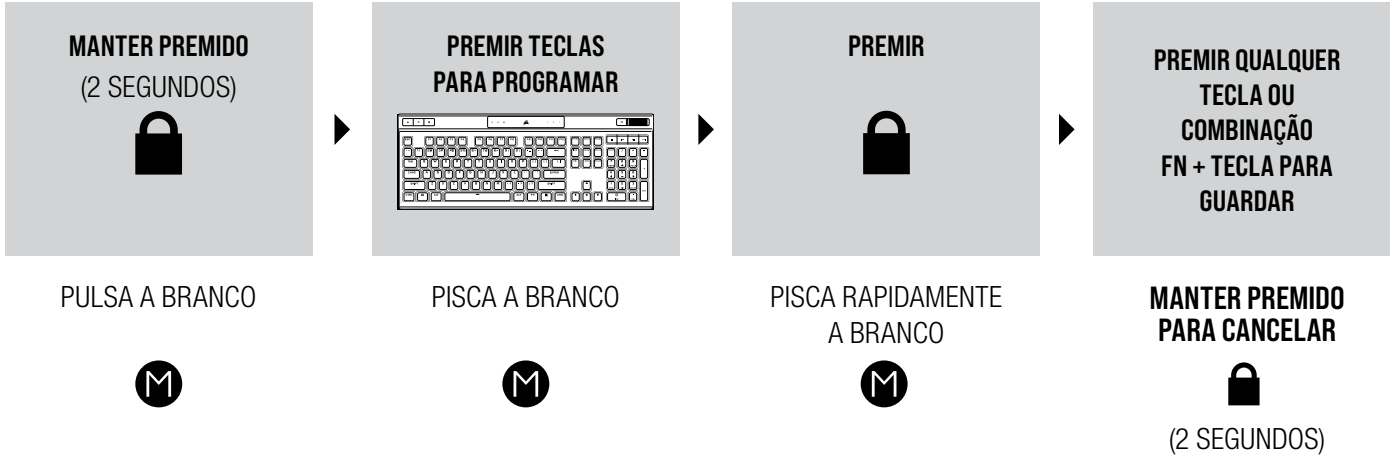 MANTER PREMIDO
(2 SEGUNDOS)
PREMIR TECLAS
PARA PROGRAMAR
PREMIR
PREMIR QUALQUER
TECLA OU
COMBINAÇÃO
FN + TECLA PARA
GUARDAR
PULSA A BRANCO
M
PISCA A BRANCO
M
PISCA RAPIDAMENTE
A BRANCO
M
MANTER PREMIDO
PARA CANCELAR
(2 SEGUNDOS)